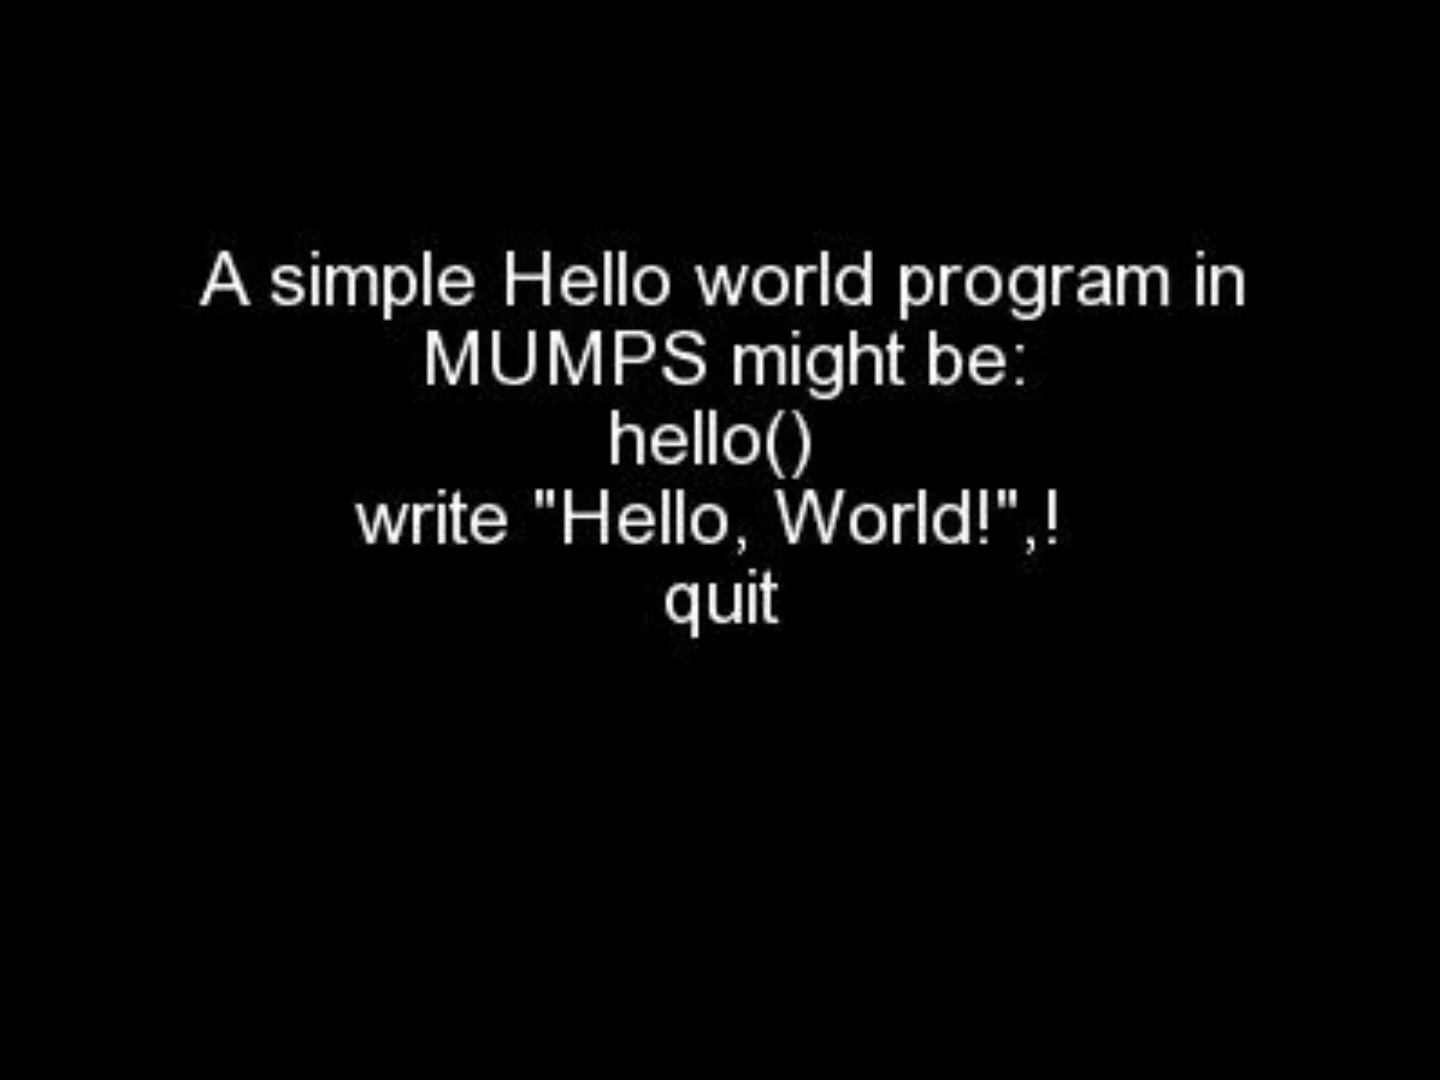 A simple Hello world program in
MUMPS might be:
hello()
write "Hello, World!",!
quit